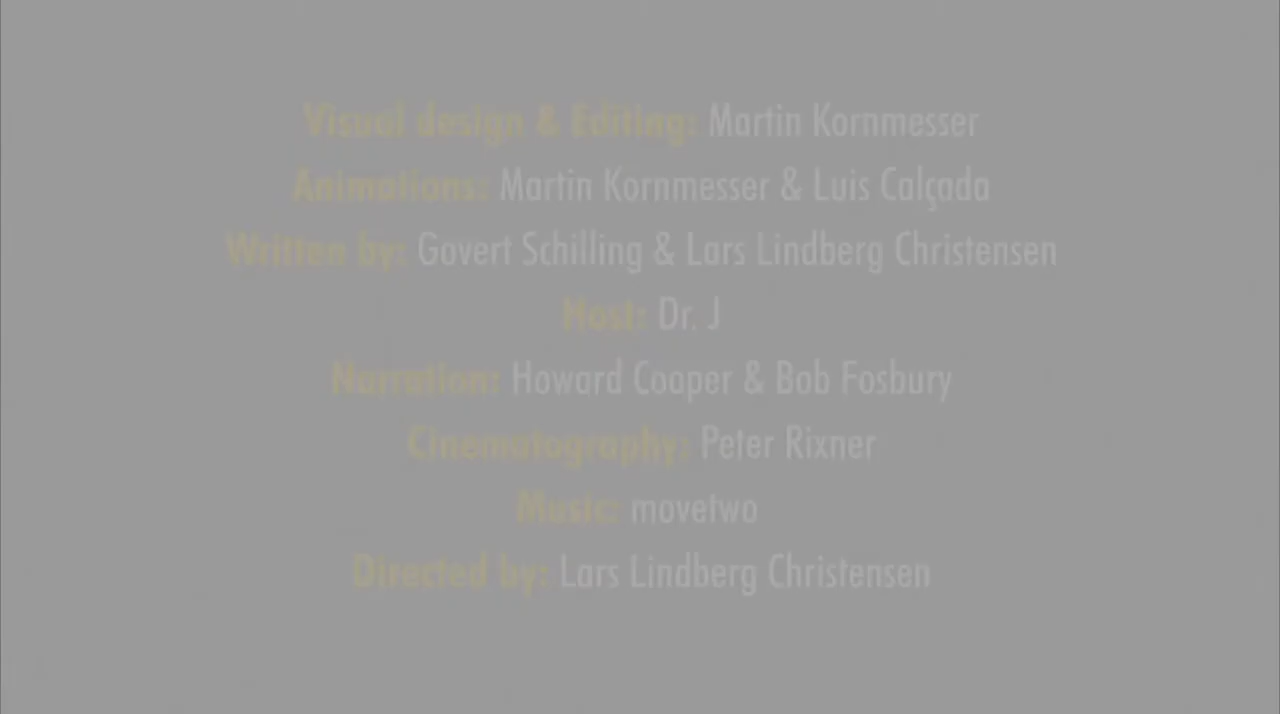 Visual design & Editing: Martin Kornmesser
Animations: Martin Kornmesser & Luis Calçada
Written by: Govert Schilling & Lars Lindberg Christensen
Host: Dr. J
Narration: Howard Cooper & Bob Fosbury
Cinematography: Peter Rixner
Music: movetwo
Directed by: Lars Lindberg Christensen